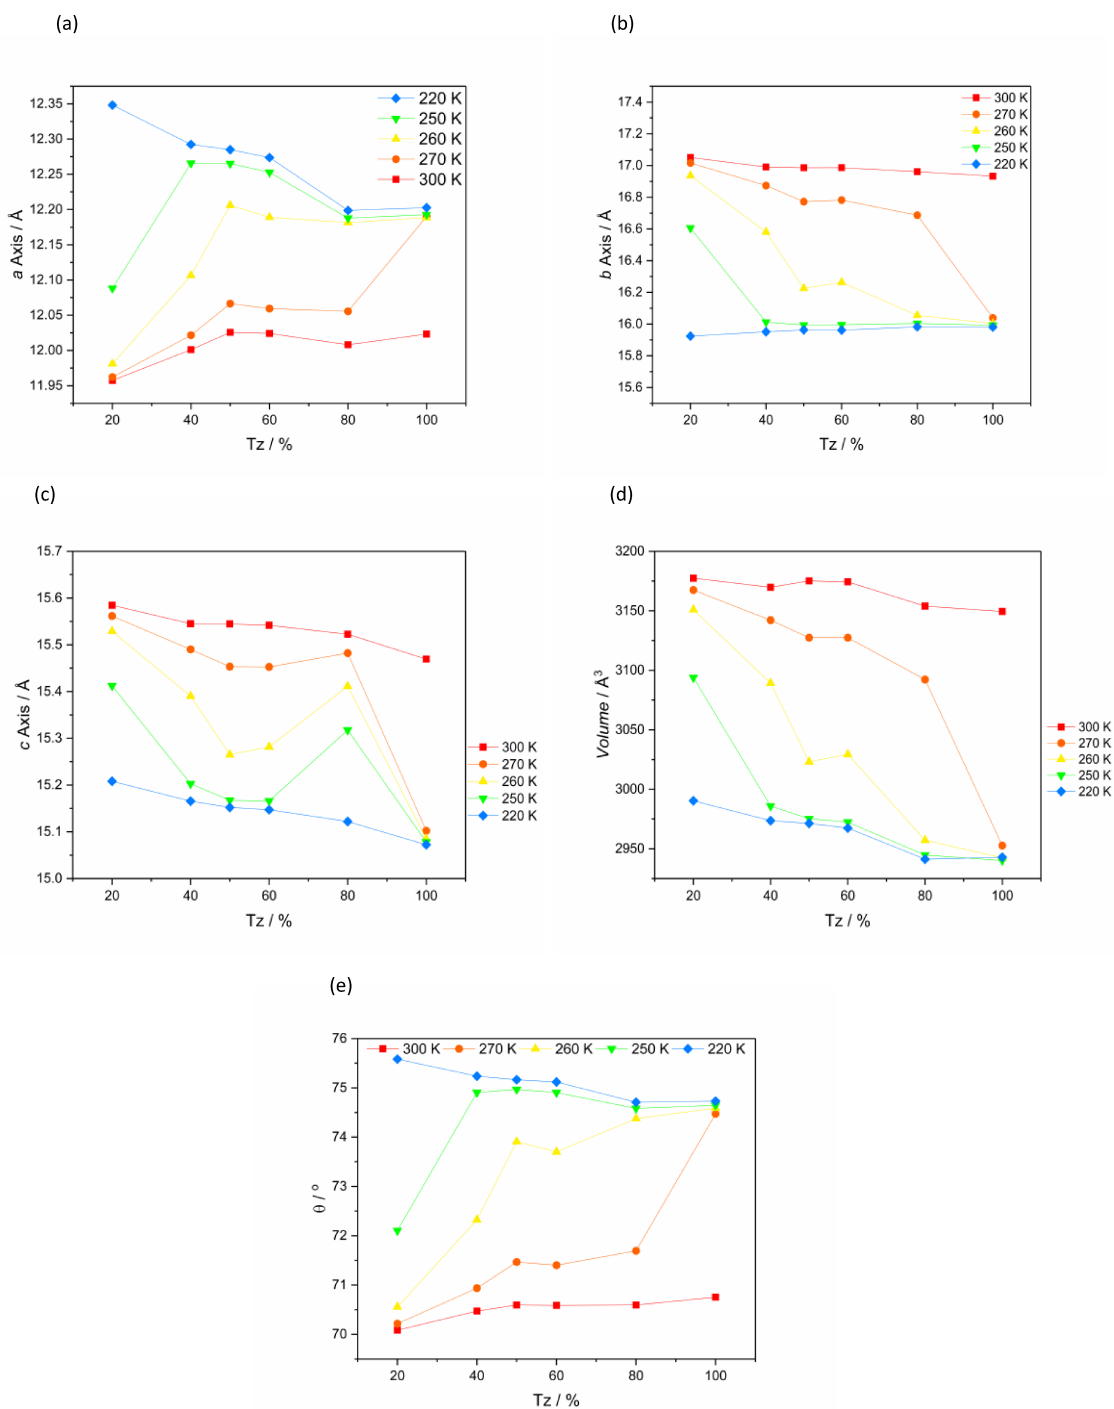 (a)
(b)
12.35
12.30
12.25
12.20
12.15
12.10
12.05
12.00
11.95
a Axis / Å
220 K
250 K
260 K
270 K
300 K
20
40
60
80
100
Tz / %
17.4
17.2
17.0
16.8
16.6
16.4
16.2
16.0
15.8
15.6
b Axis / Å
300 K
270 K
260 K
250 K
220 K
20
40
60
80
100
Tz / %
(c)
(d)
15.7
15.6
15.5
15.4
15.3
15.2
15.1
15.0
c Axis / Å
300 K
270 K
260 K
250 K
220 K
20
40
60
80
100
Tz / %
3200
3150
3100
3050
3000
2950
Volume / Å³
300 K
270 K
260 K
250 K
220 K
20
40
60
80
100
Tz / %
(e)
76
75
74
73
72
71
70
θ / º
300 K
270 K
260 K
250 K
220 K
20
40
60
80
100
Tz / %